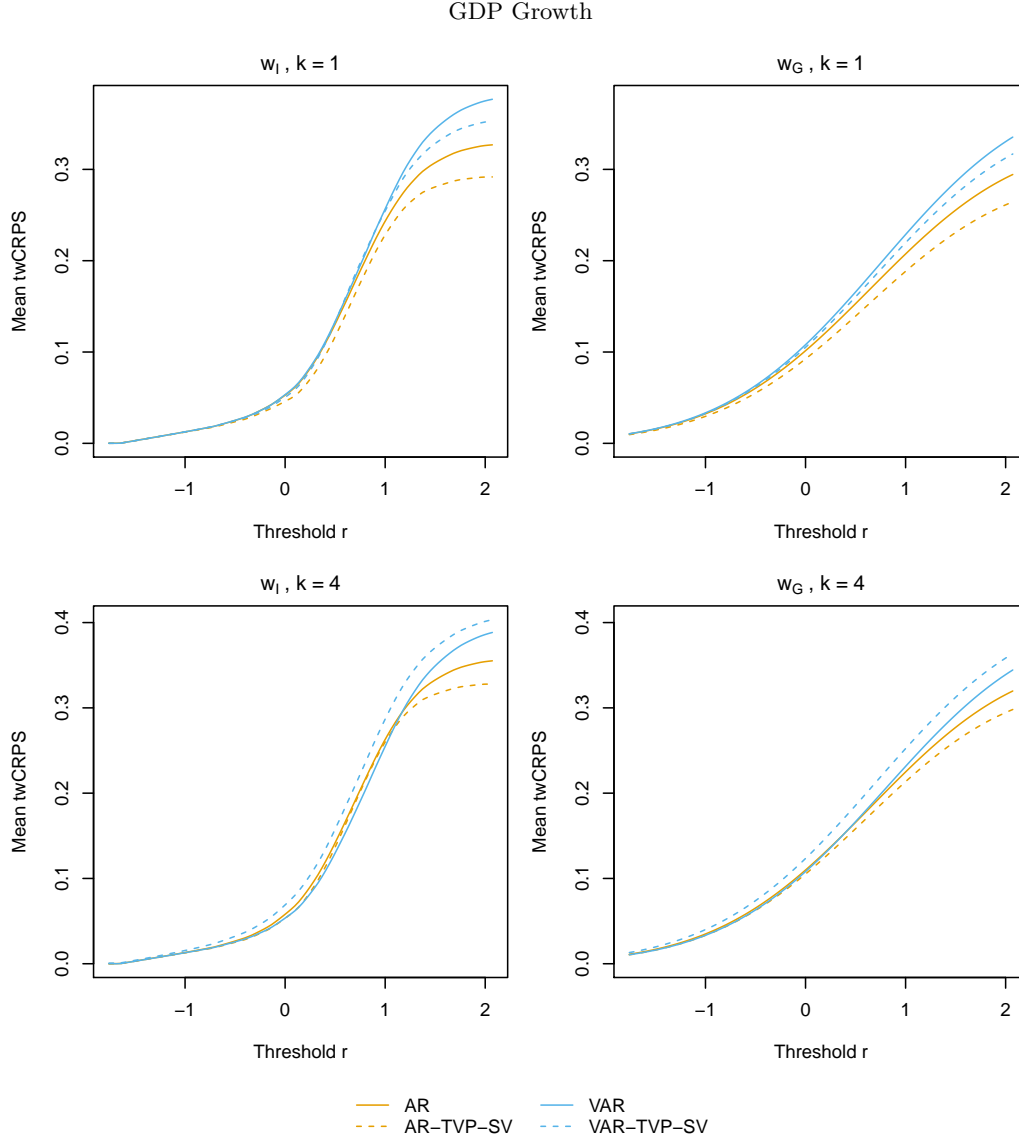 GDP Growth
w_I , k = 1
Mean twCRPS
0.0 0.1 0.2 0.3
−1 0 1 2
Threshold r
w_G , k = 1
Mean twCRPS
0.0 0.1 0.2 0.3
−1 0 1 2
Threshold r
w_I , k = 4
Mean twCRPS
0.0 0.1 0.2 0.3 0.4
−1 0 1 2
Threshold r
w_G , k = 4
Mean twCRPS
0.0 0.1 0.2 0.3 0.4
−1 0 1 2
Threshold r
AR VAR
AR−TVP−SV VAR−TVP−SV